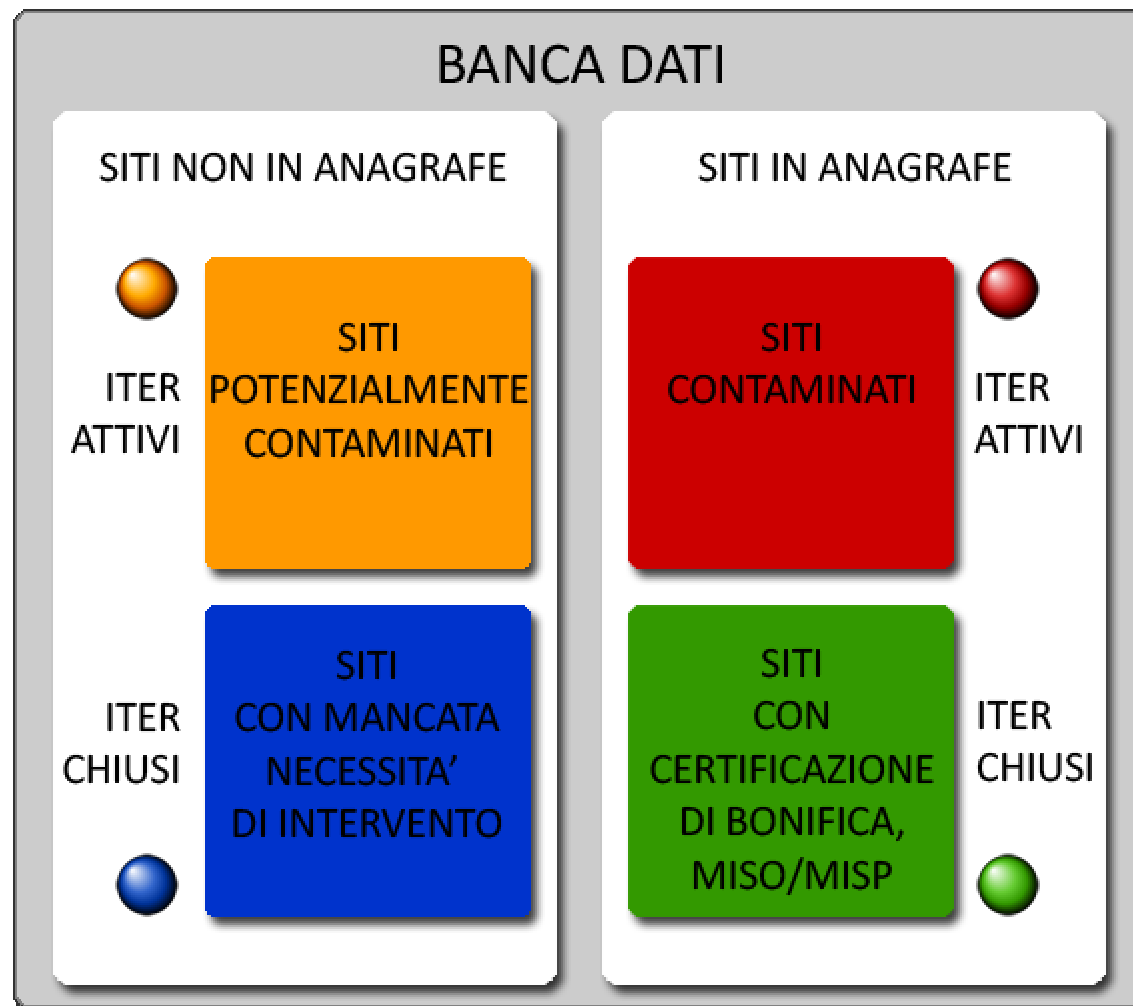 BANCA DATI
SITI NON IN ANAGRAFE
ITER
ATTIVI
SITI
POTENZIALMENTE
CONTAMINATI
ITER
CHIUSI
SITI
CON MANCATA
NECESSITA’
DI INTERVENTO
SITI IN ANAGRAFE
SITI
CONTAMINATI
ITER
ATTIVI
SITI
CON
CERTIFICAZIONE
DI BONIFICA,
MISO/MISP
ITER
CHIUSI